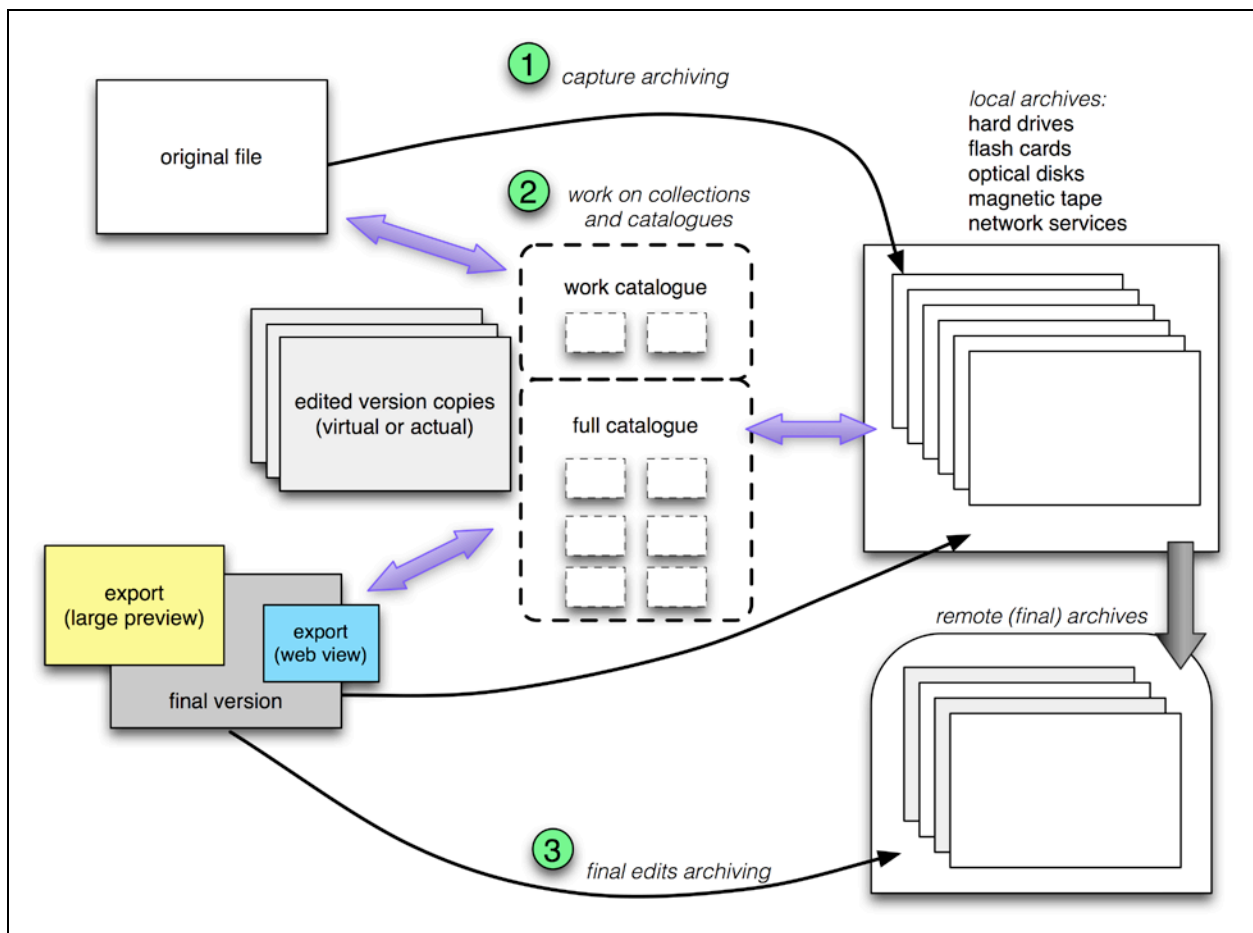 1
capture archiving
original file
local archives:
hard drives
flash cards
optical disks
magnetic tape
network services
2
work on collections
and catalogues
work catalogue
edited version copies
(virtual or actual)
full catalogue
export
(large preview)
export
(web view)
final version
remote (final) archives
3
final edits archiving